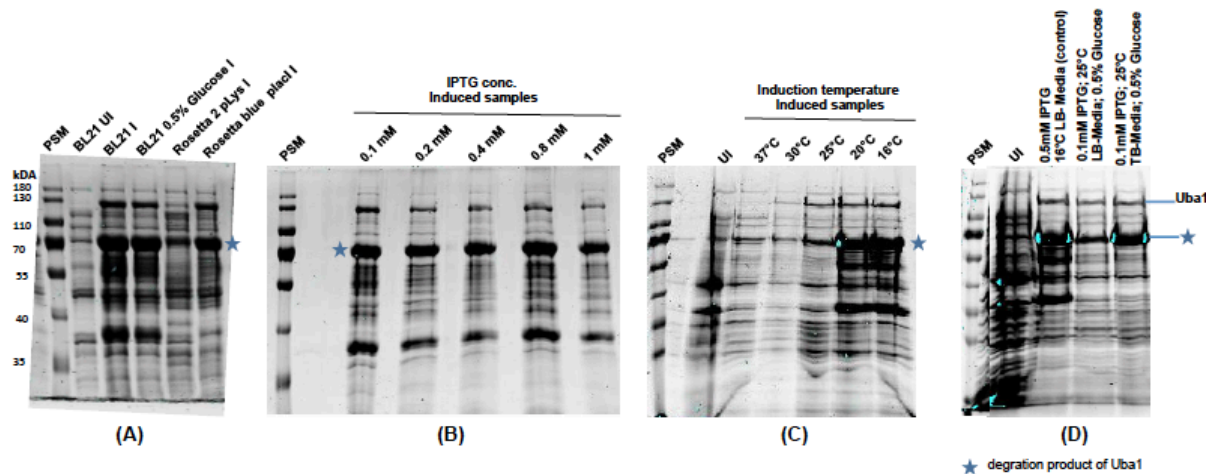 PSM
BL21 UI
BL21 I
BL21 0.5% Glucose I
Rosetta 2 pLys I
Rosetta blue placI I
kDA
180
130
110
70
55
40
35
(A)
IPTG conc.
Induced samples
PSM
0.1 mM
0.2 mM
0.4 mM
0.8 mM
1 mM
(B)
Induction temperature
Induced samples
PSM
UI
37°C
30°C
25°C
20°C
16°C
(C)
PSM
UI
0.5mM IPTG
16°C LB- Media (control)
0.1mM IPTG; 25°C
LB-Media; 0.5% Glucose
0.1mM IPTG; 25°C
TB-Media; 0.5% Glucose
Uba1
(D)
degration product of Uba1